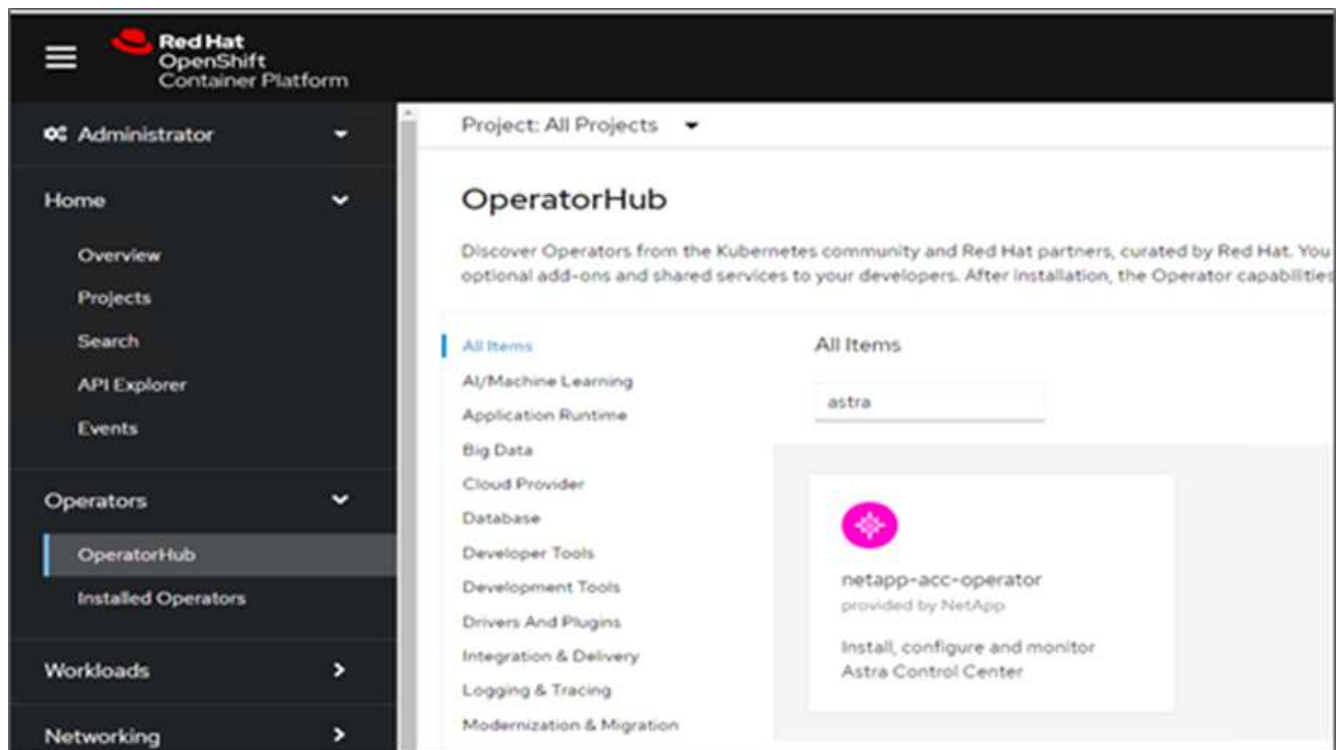 Red Hat
OpenShift
Container Platform
Administrator
Home
Overview
Projects
Search
API Explorer
Events
Operators
OperatorHub
Installed Operators
Workloads
Networking
Project: All Projects
OperatorHub
Discover Operators from the Kubernetes community and Red Hat partners, curated by Red Hat. You
optional add-ons and shared services to your developers. After installation, the Operator capabilities
All Items
AI/Machine Learning
Application Runtime
Big Data
Cloud Provider
Database
Developer Tools
Development Tools
Drivers And Plugins
Integration & Delivery
Logging & Tracing
Modernization & Migration
All Items
astra
netapp-acc-operator
provided by NetApp
Install, configure and monitor
Astra Control Center